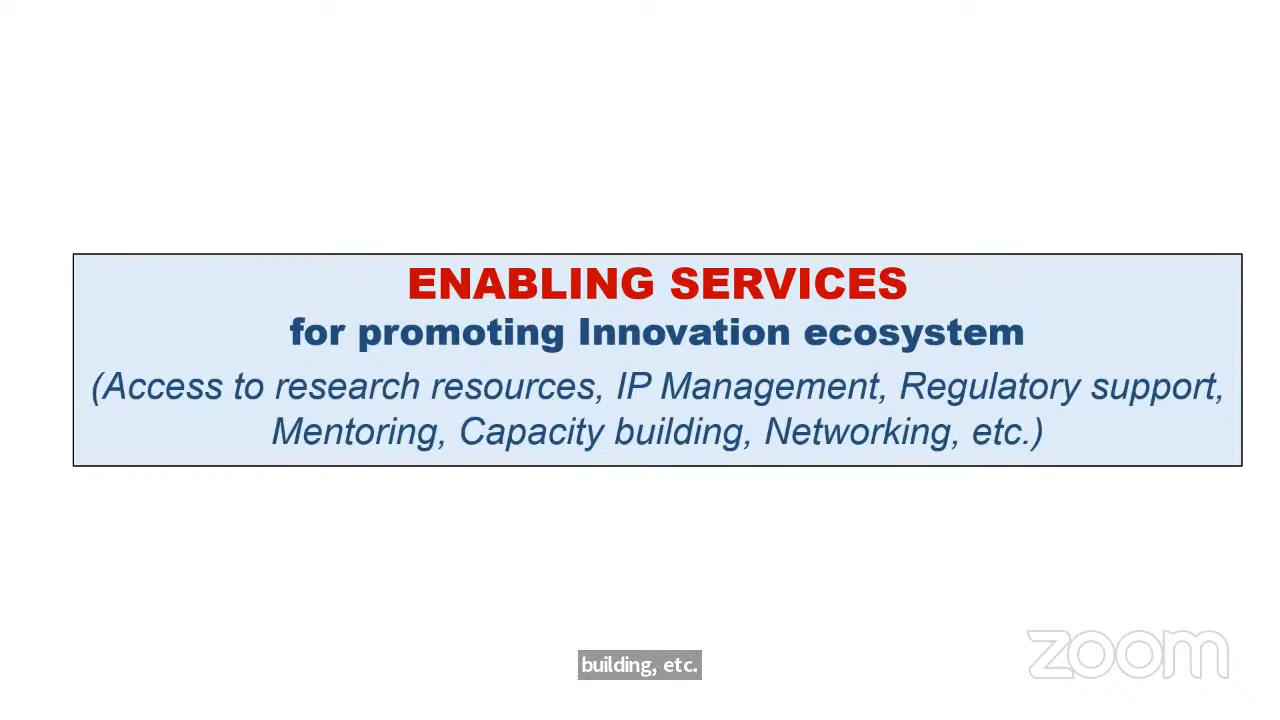 ENABLING SERVICES
for promoting Innovation ecosystem
(Access to research resources, IP Management, Regulatory support,
Mentoring, Capacity building, Networking, etc.)
building, etc.
zoom